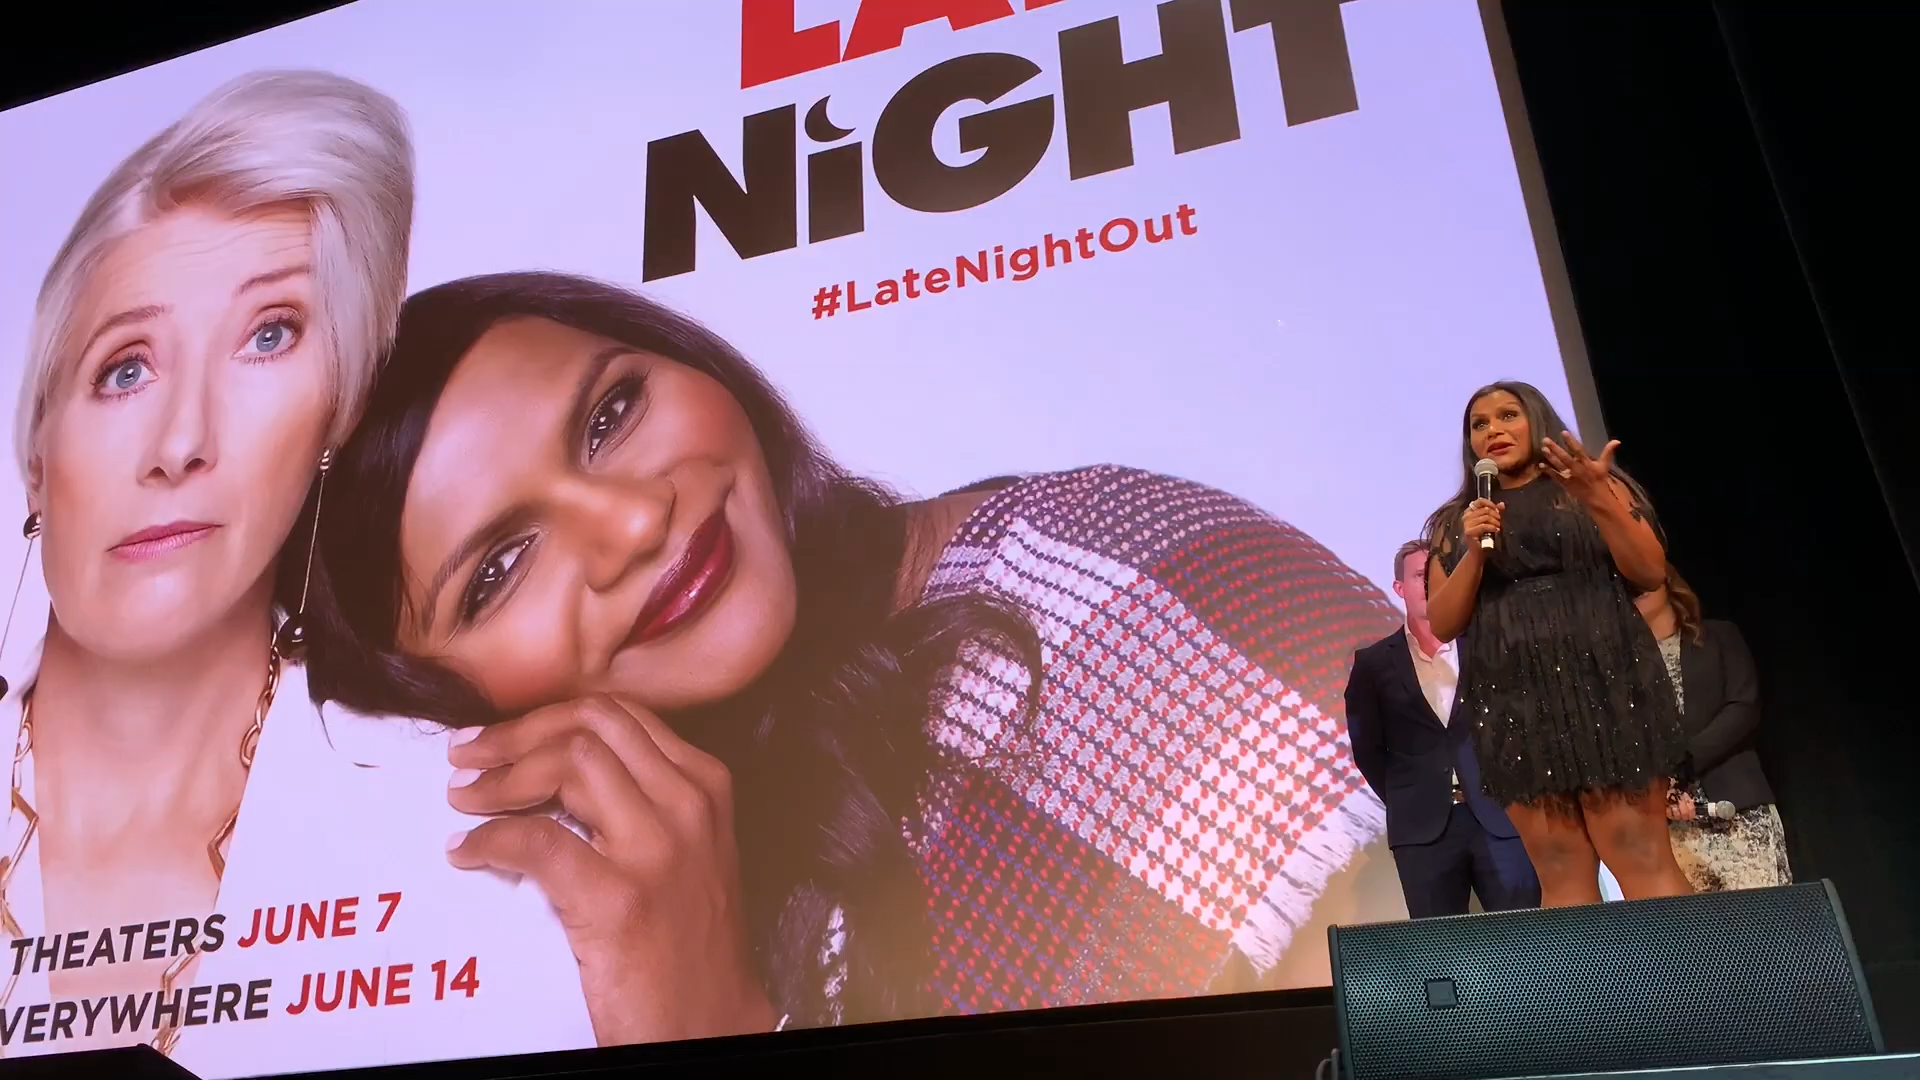 NiGHT
#LateNightOut
THEATERS JUNE 7
VERYWHERE JUNE 14